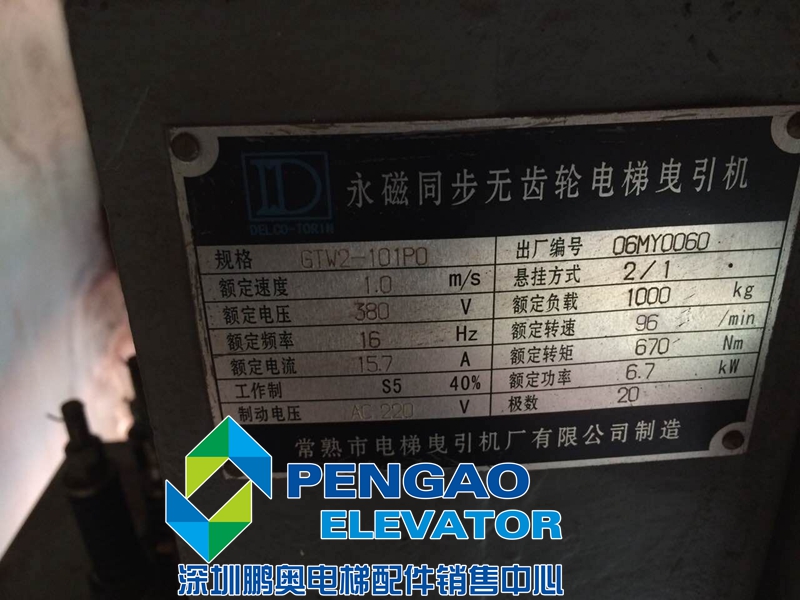 DELCO-TORIN
永磁同步无齿轮电梯曳引机
规格 GTW2-101P0 出厂编号 06MY0060
额定速度 1.0 m/s 悬挂方式 2/1
额定电压 380 V 额定负载 1000 kg
额定频率 16 Hz 额定转速 96 /min
额定电流 15.7 A 额定转矩 670 Nm
工作制 S5 40% 额定功率 6.7 kW
制动电压 AC 220 V 极数 20
常熟市电梯曳引机厂有限公司制造
PENGAO
ELEVATOR
深圳鹏奥电梯配件销售中心